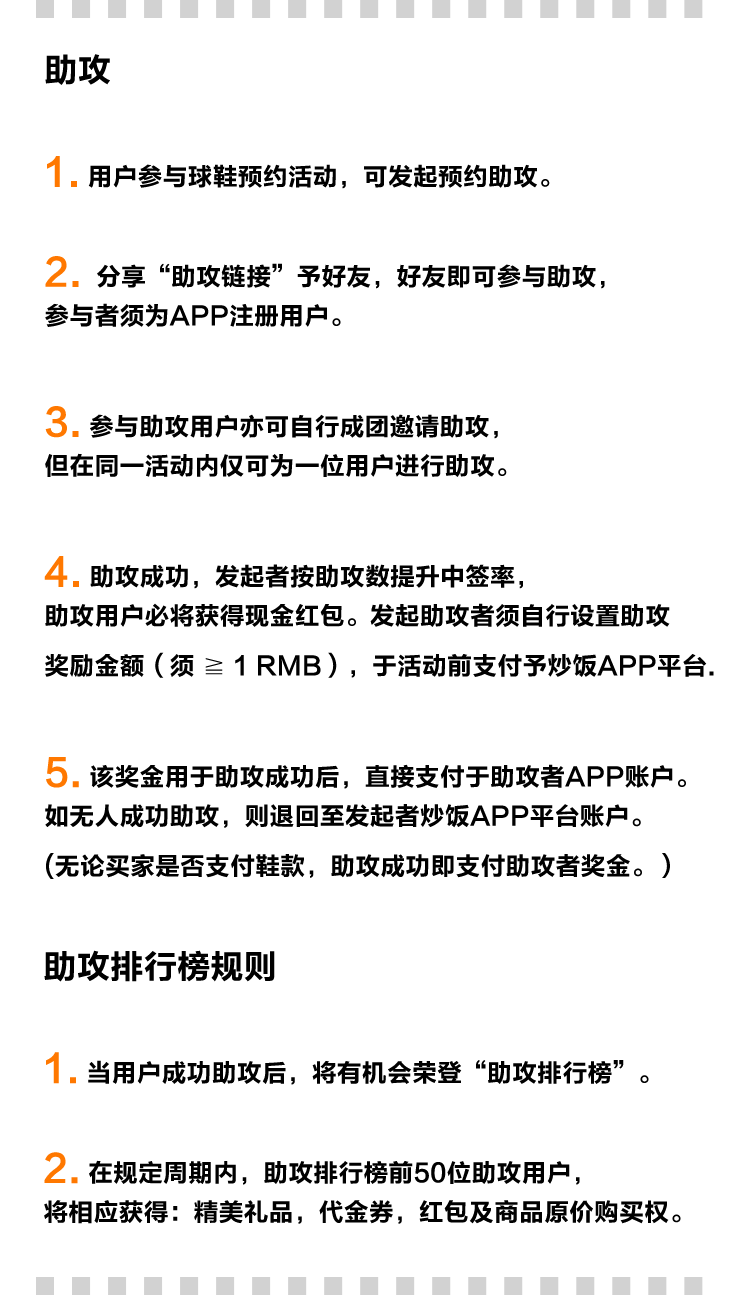 助攻
1. 用户参与球鞋预约活动，可发起预约助攻。
2. 分享“助攻链接”予好友，好友即可参与助攻，
参与者须为APP注册用户。
3. 参与助攻用户亦可自行成团邀请助攻，
但在同一活动内仅可为一位用户进行助攻。
4. 助攻成功，发起者按助攻数提升中签率，
助攻用户必将获得现金红包。发起助攻者须自行设置助攻
奖励金额（须 ≧ 1 RMB），于活动前支付予炒饭APP平台.
5. 该奖金用于助攻成功后，直接支付于助攻者APP账户。
如无人成功助攻，则退回至发起者炒饭APP平台账户。
(无论买家是否支付鞋款，助攻成功即支付助攻者奖金。）
助攻排行榜规则
1. 当用户成功助攻后，将有机会荣登“助攻排行榜”。
2. 在规定周期内，助攻排行榜前50位助攻用户，
将相应获得：精美礼品，代金券，红包及商品原价购买权。